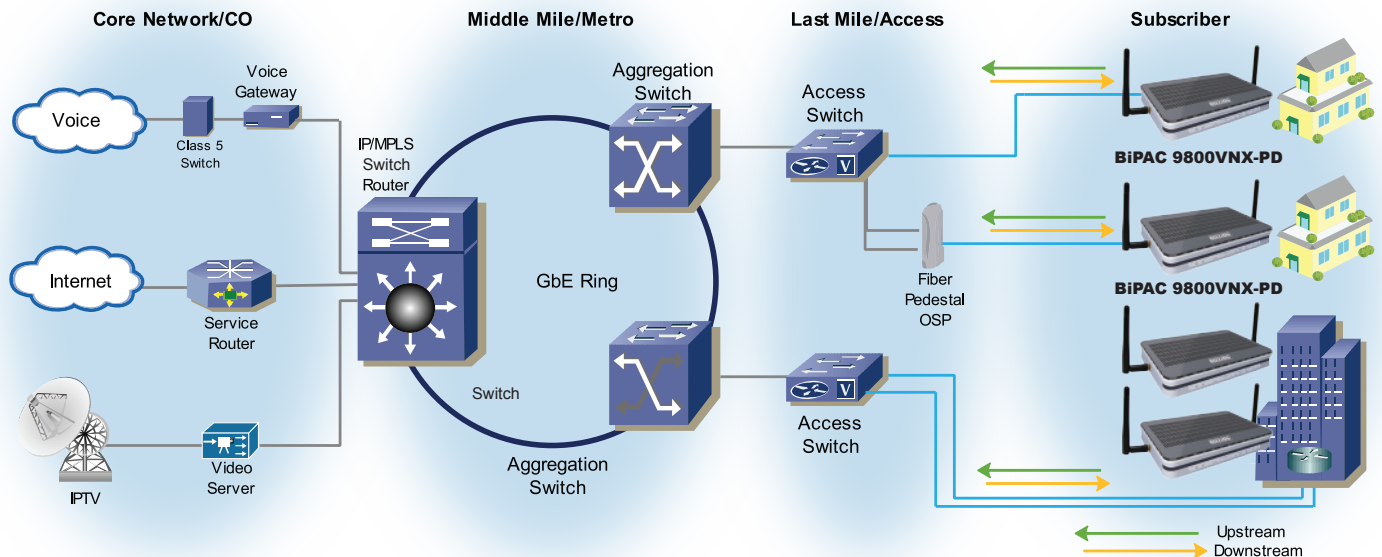 Core Network/CO
Middle Mile/Metro
Last Mile/Access
Subscriber
Voice
Gateway
Voice
Class 5
Switch
IP/MPLS
Switch
Router
Aggregation
Switch
Access
Switch
V
BiPAC 9800VNX-PD
Internet
Service
Router
GbE Ring
Fiber
Pedestal
OSP
BiPAC 9800VNX-PD
Switch
V
Access
Switch
IPTV
Video
Server
Aggregation
Switch
Upstream
Downstream